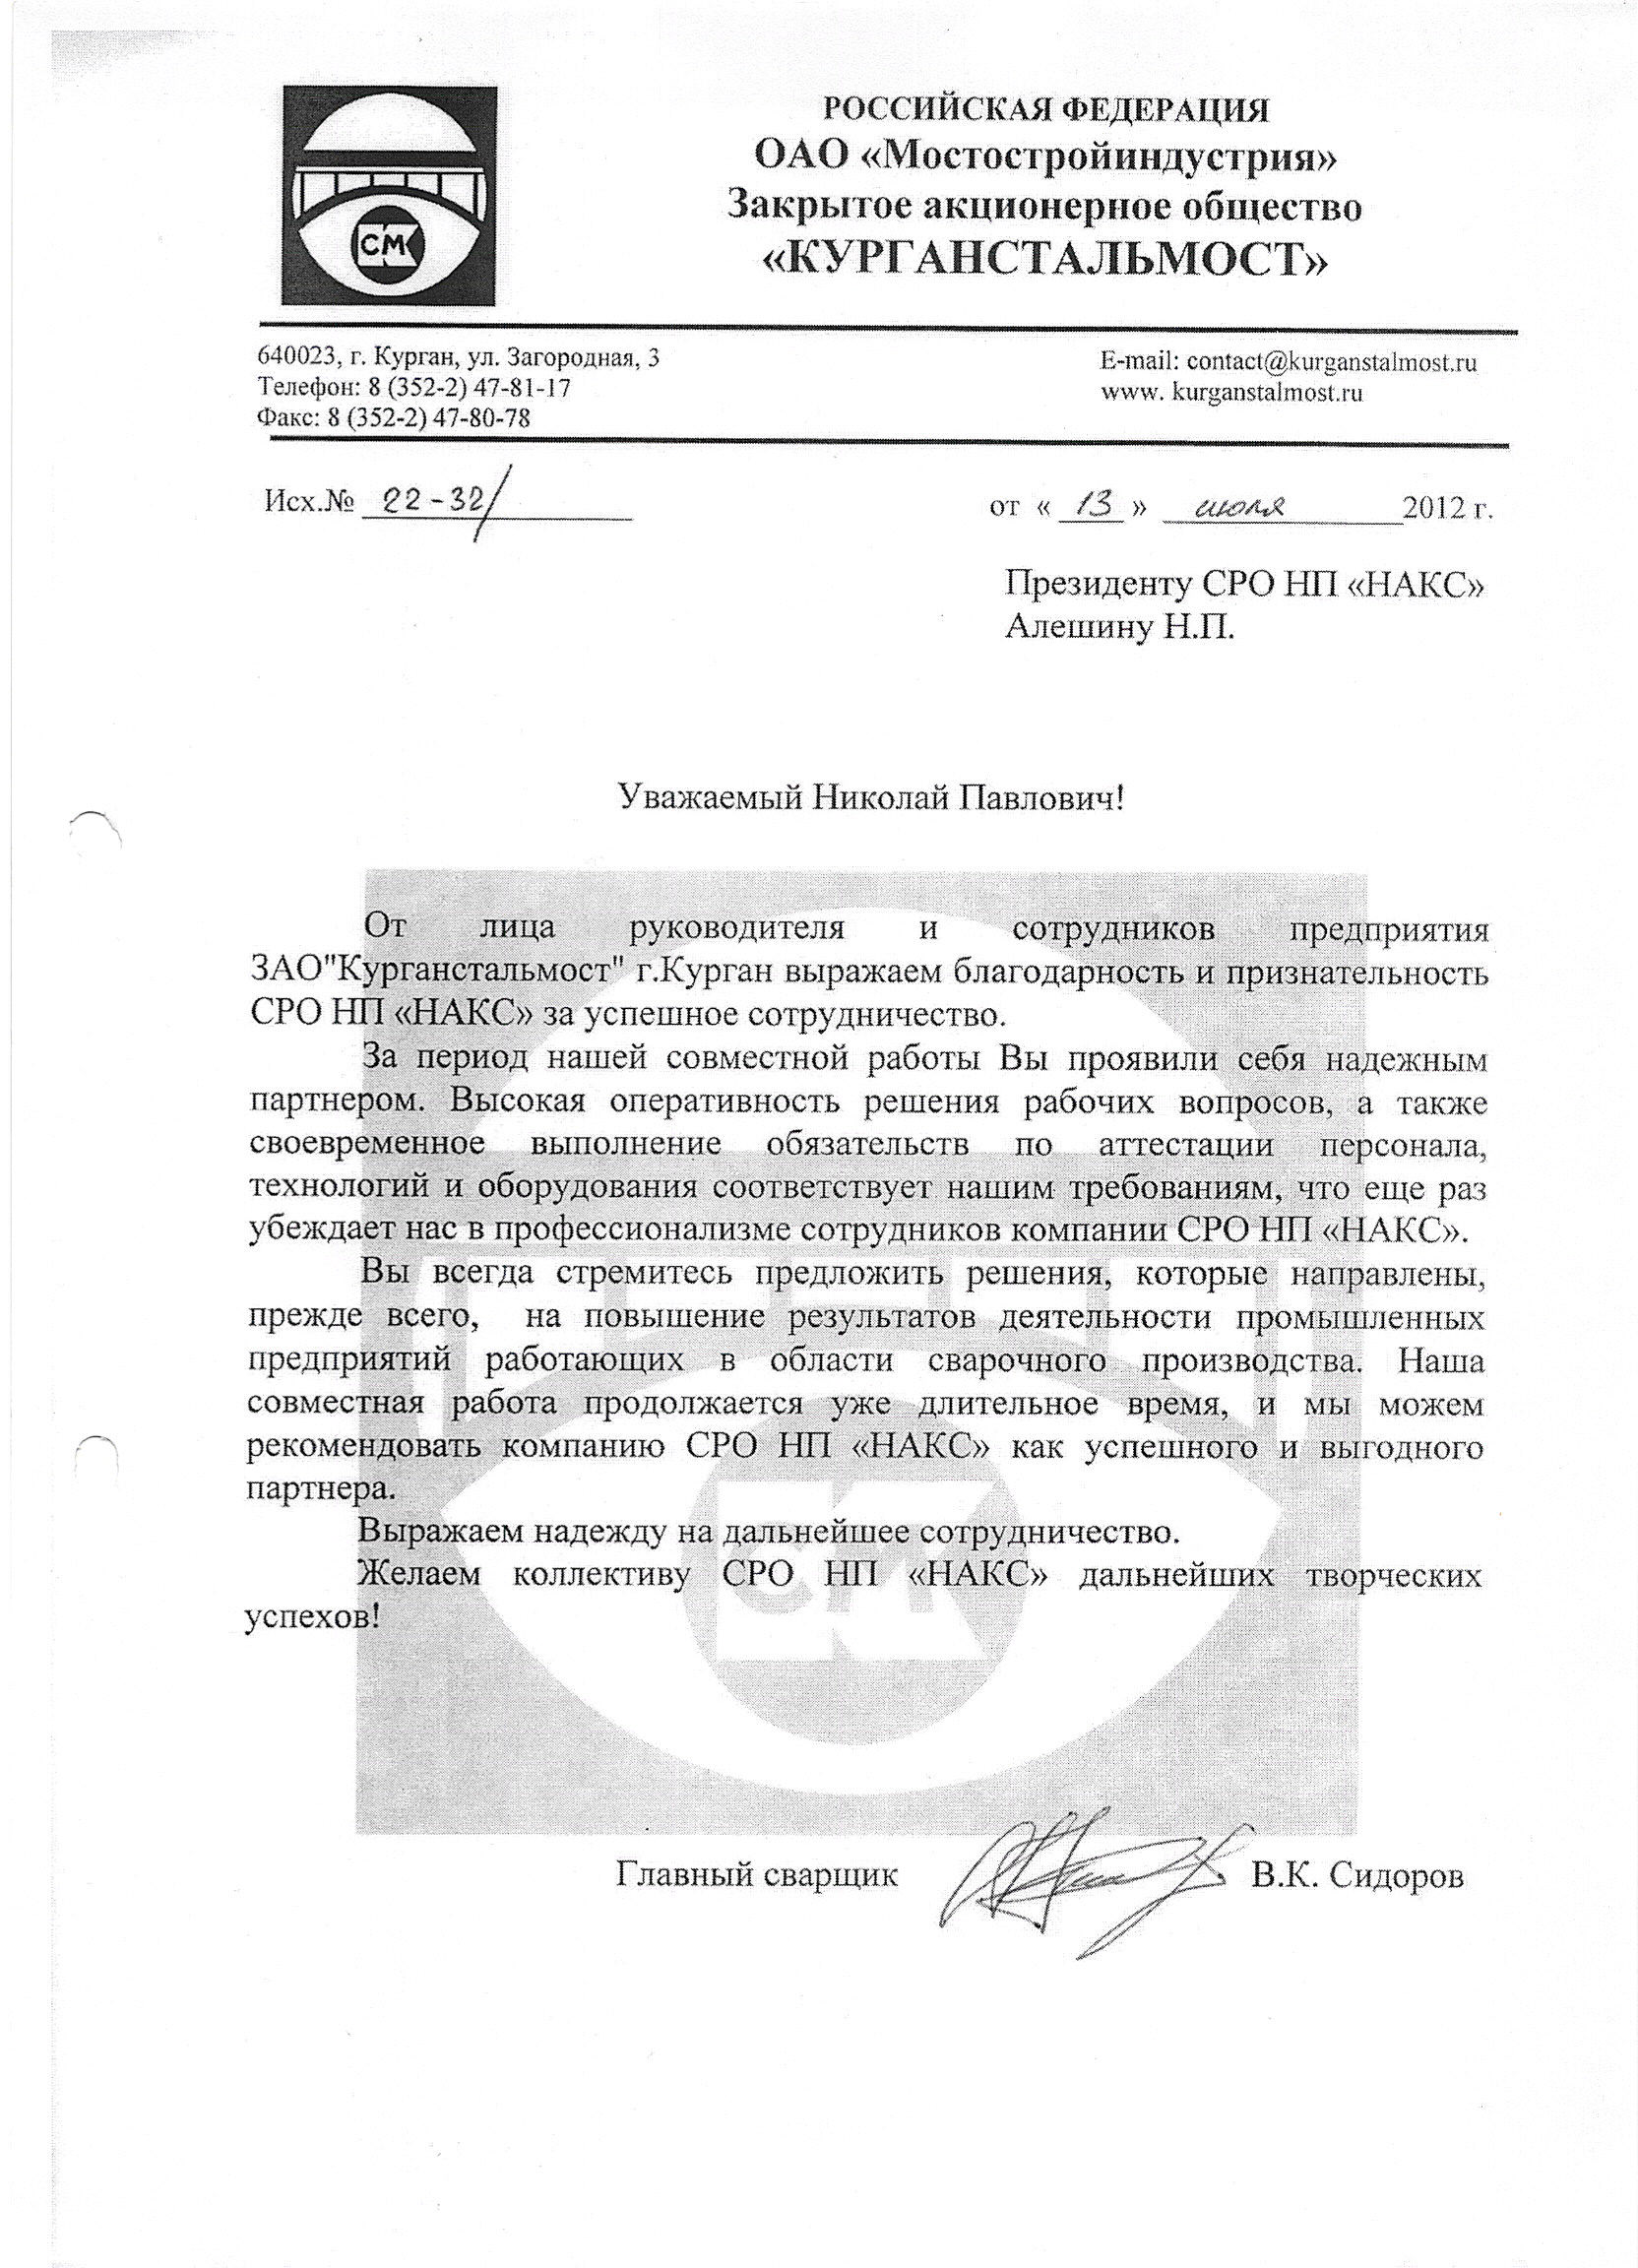 РОССИЙСКАЯ ФЕДЕРАЦИЯ
ОАО «Мостостройиндустрия»
Закрытое акционерное общество
«КУРГАНСТАЛЬМОСТ»
СМК
640023, г. Курган, ул. Загородная, 3
Телефон: 8 (352-2) 47-81-17
Факс: 8 (352-2) 47-80-78
E-mail: contact@kurganstalmost.ru
www. kurganstalmost.ru
Исх.№ 22-32/
от « 13 » июля 2012 г.
Президенту СРО НП «НАКС»
Алешину Н.П.
Уважаемый Николай Павлович!
От лица руководителя и сотрудников предприятия
ЗАО"Курганстальмост" г.Курган выражаем благодарность и признательность
СРО НП «НАКС» за успешное сотрудничество.
За период нашей совместной работы Вы проявили себя надежным
партнером. Высокая оперативность решения рабочих вопросов, а также
своевременное выполнение обязательств по аттестации персонала,
технологий и оборудования соответствует нашим требованиям, что еще раз
убеждает нас в профессионализме сотрудников компании СРО НП «НАКС».
Вы всегда стремитесь предложить решения, которые направлены,
прежде всего, на повышение результатов деятельности промышленных
предприятий работающих в области сварочного производства. Наша
совместная работа продолжается уже длительное время, и мы можем
рекомендовать компанию СРО НП «НАКС» как успешного и выгодного
партнера.
Выражаем надежду на дальнейшее сотрудничество.
Желаем коллективу СРО НП «НАКС» дальнейших творческих
успехов!
Главный сварщик В.К. Сидоров